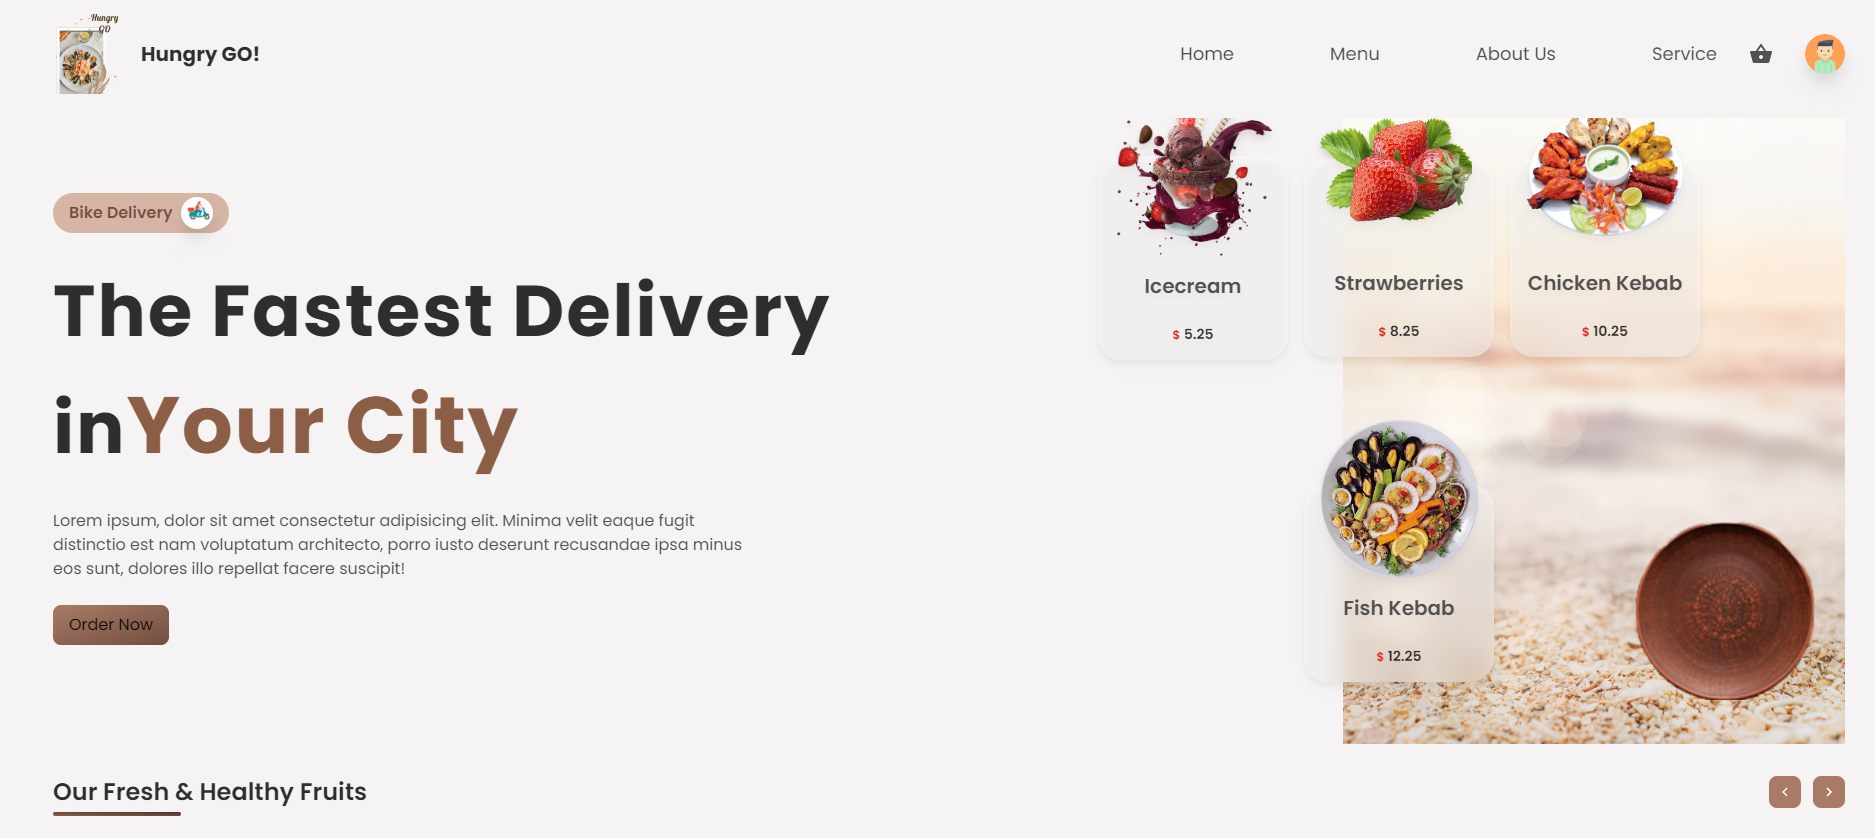 Hungry
GO
Hungry GO!
Home
Menu
About Us
Service
Bike Delivery
The Fastest Delivery
inYour City
Lorem ipsum, dolor sit amet consectetur adipisicing elit. Minima velit eaque fugit
distinctio est nam voluptatum architecto, porro iusto deserunt recusandae ipsa minus
eos sunt, dolores illo repellat facere suscipit!
Order Now
Icecream
$ 5.25
Strawberries
$ 8.25
Chicken Kebab
$ 10.25
Fish Kebab
$ 12.25
Our Fresh & Healthy Fruits